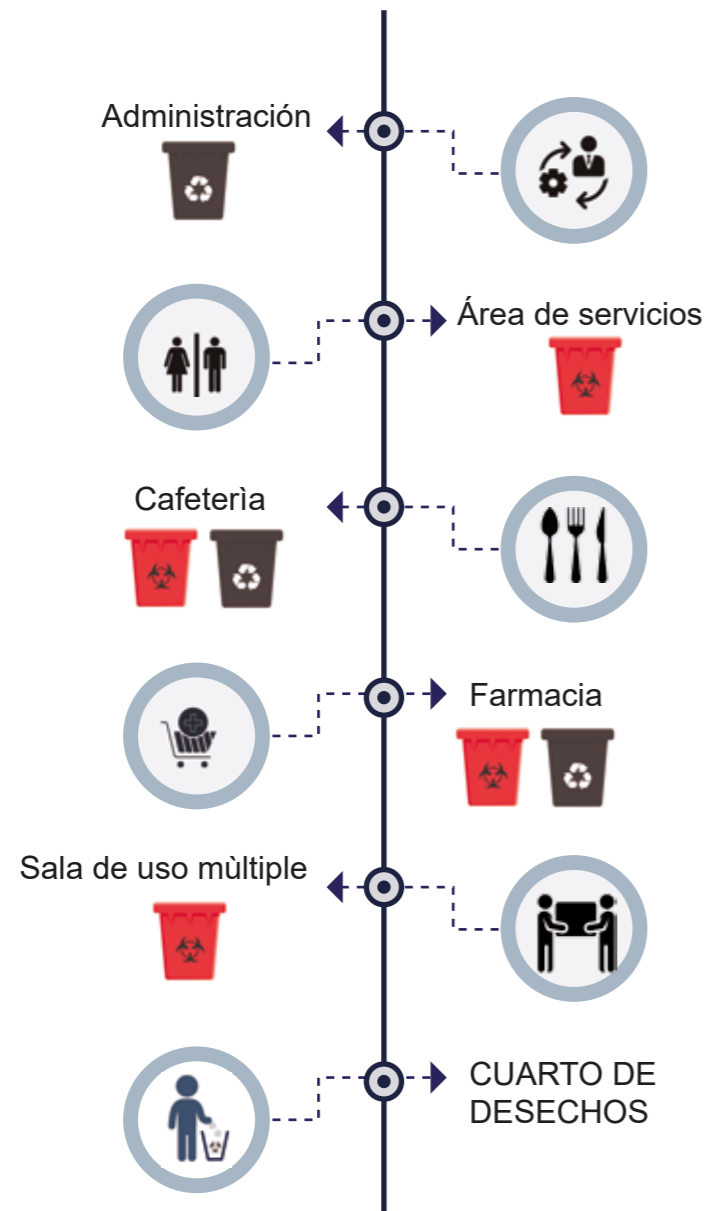 Administración
Área de servicios
Cafeterìa
Farmacia
Sala de uso mùltiple
CUARTO DE
DESECHOS